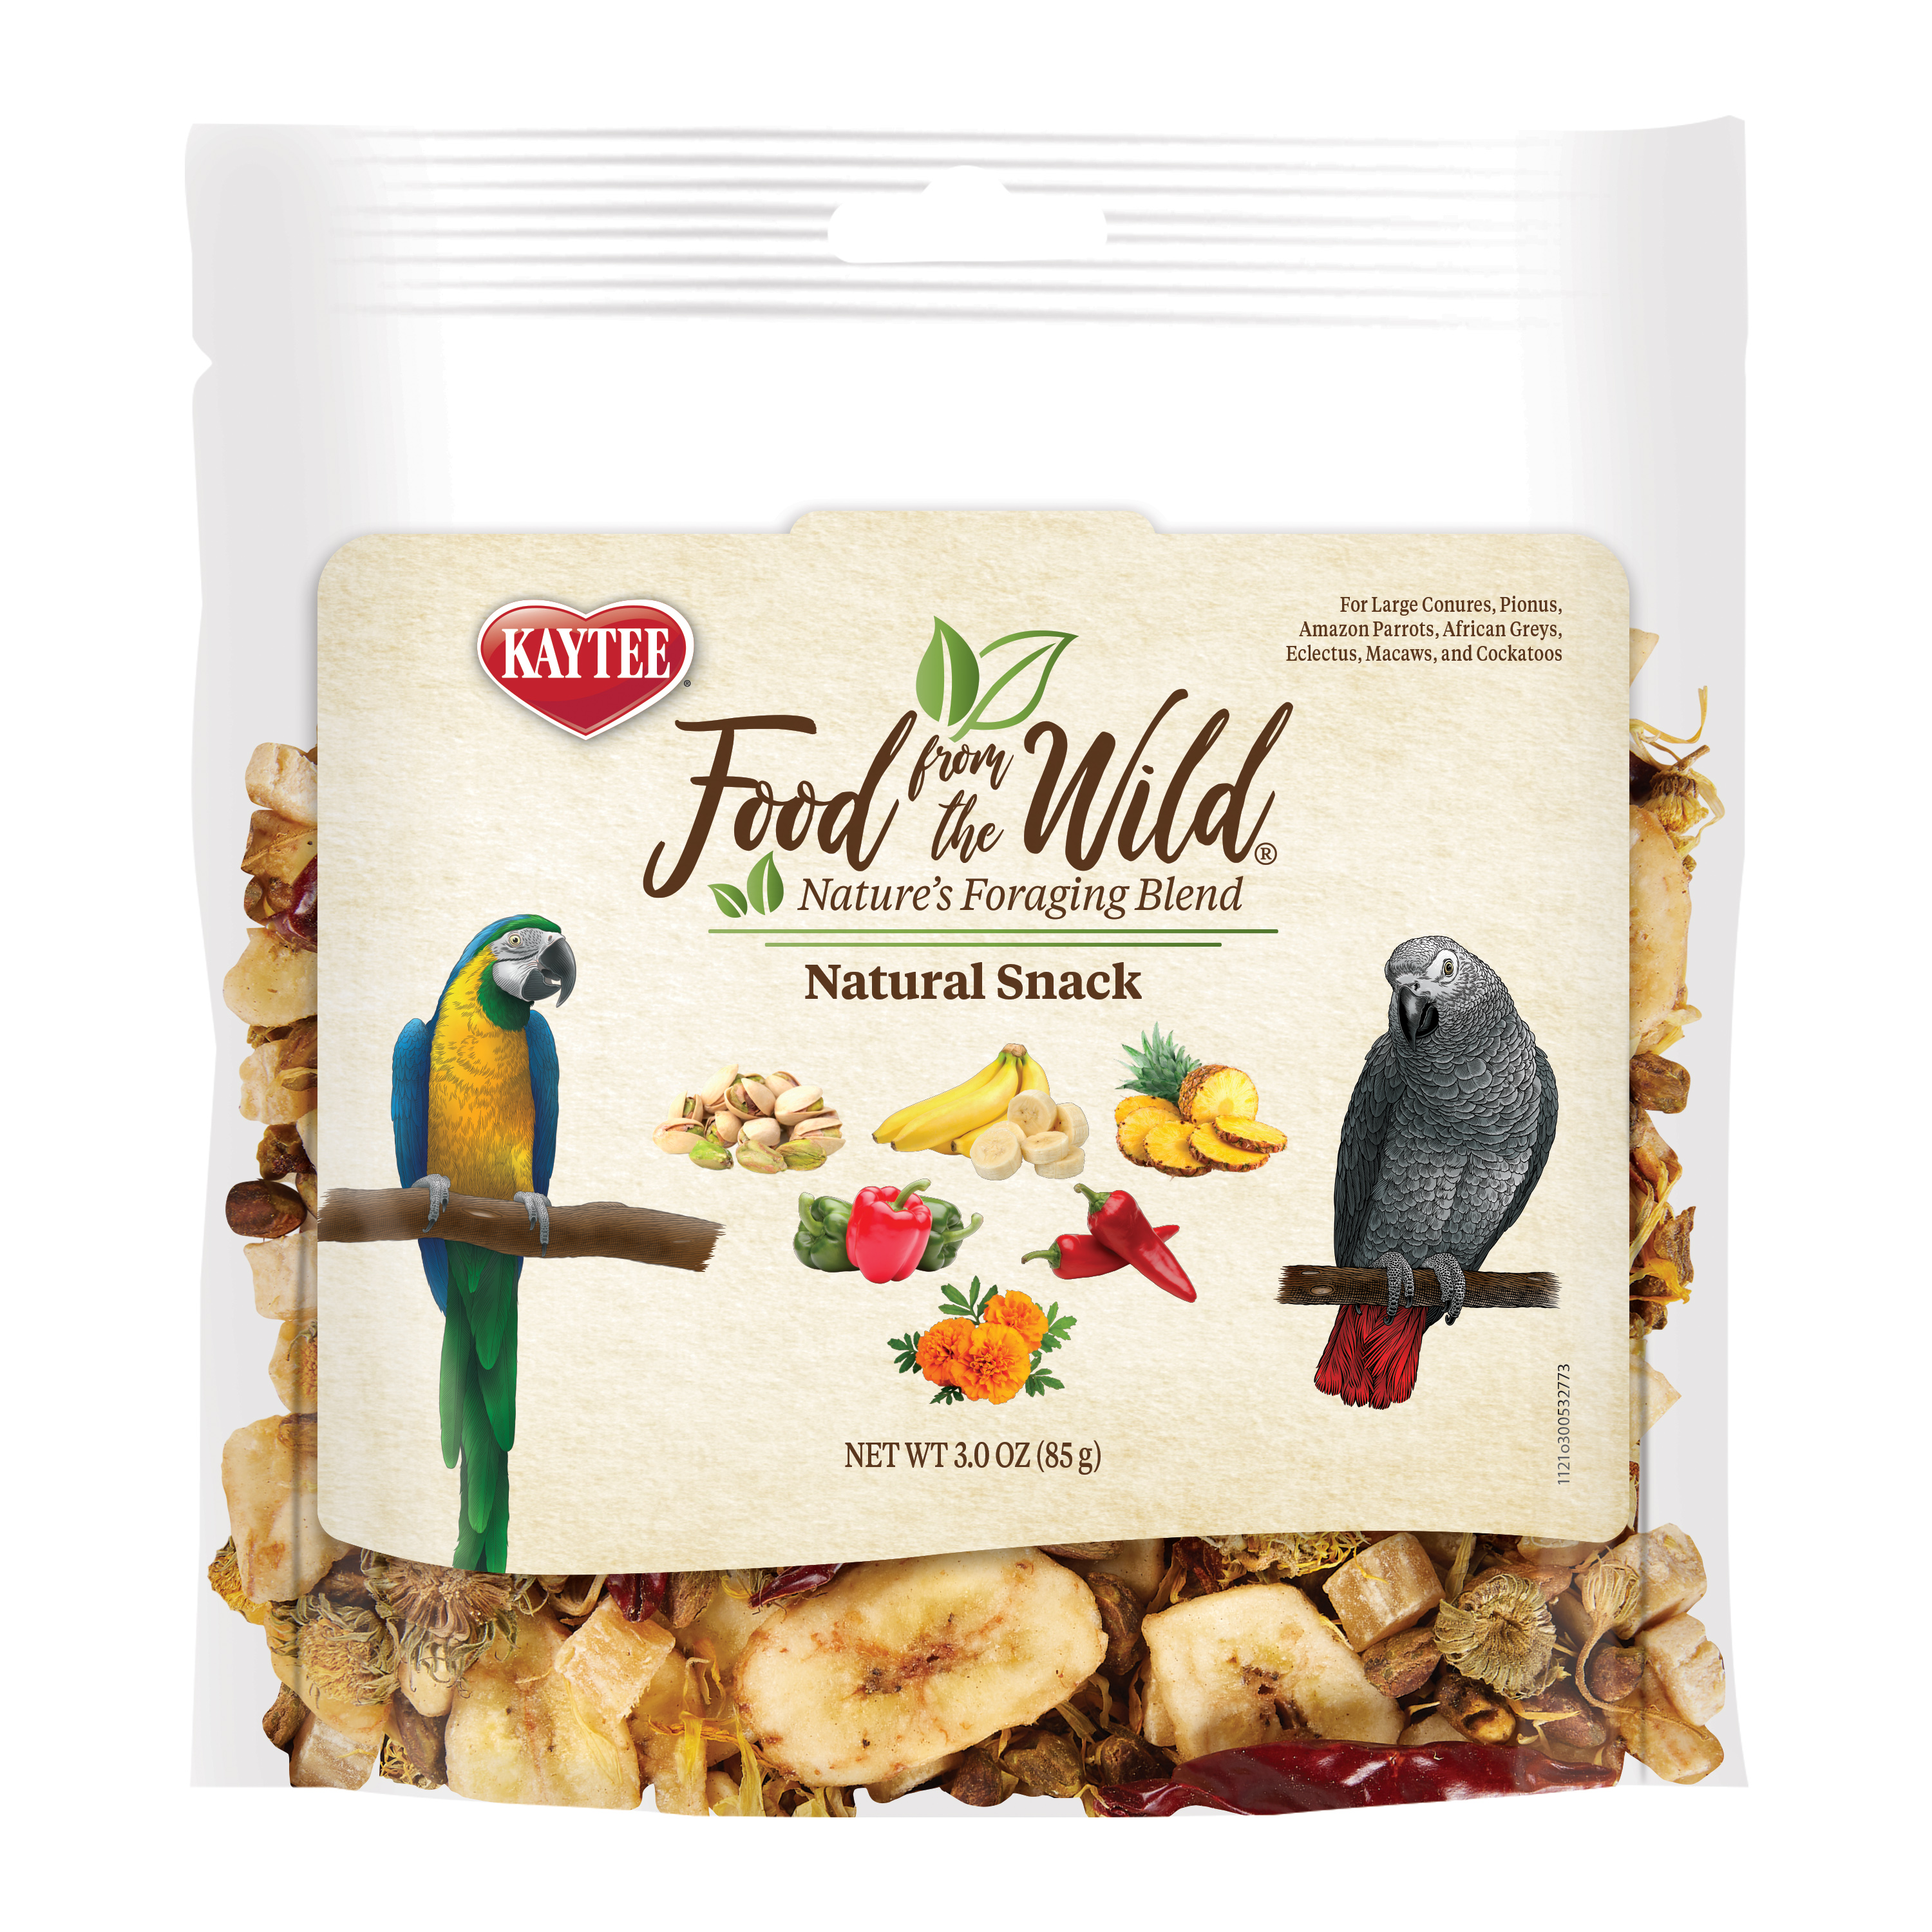 KAYTEE®
For Large Conures, Pionus,
Amazon Parrots, African Greys,
Eclectus, Macaws, and Cockatoos
Food from the Wild®
Nature's Foraging Blend
Natural Snack
NET WT 3.0 OZ (85 g)
1121o300532773